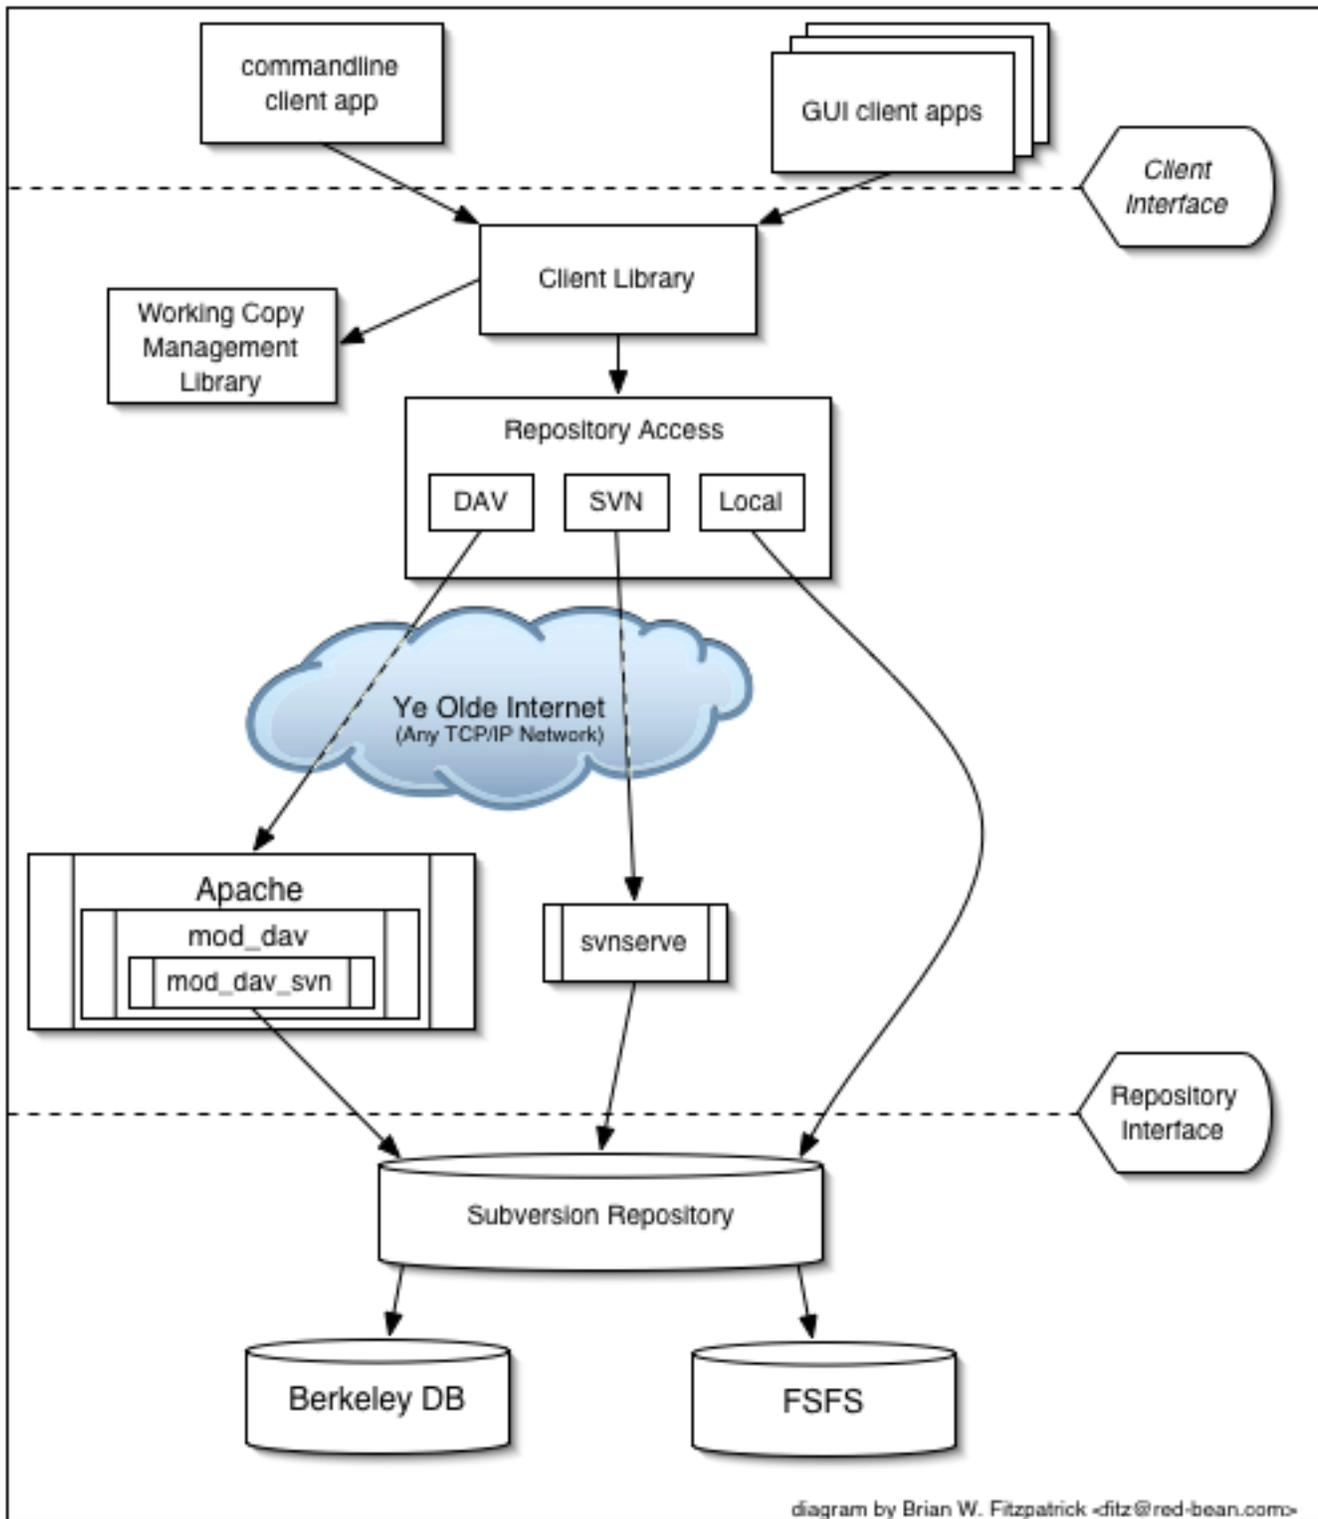 commandline
client app
GUI client apps
Client
Interface
Client Library
Working Copy
Management
Library
Repository Access
DAV
SVN
Local
Ye Olde Internet
(Any TCP/IP Network)
Apache
mod_dav
mod_dav_svn
svnserve
Repository
Interface
Subversion Repository
Berkeley DB
FSFS
diagram by Brian W. Fitzpatrick <fitz@red-bean.com>